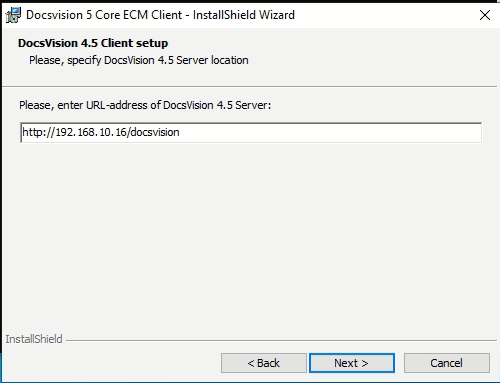 Docsvision 5 Core ECM Client - InstallShield Wizard
DocsVision 4.5 Client setup
Please, specify DocsVision 4.5 Server location
Please, enter URL-address of DocsVision 4.5 Server:
http://192.168.10.16/docsvision
InstallShield
< Back
Next >
Cancel